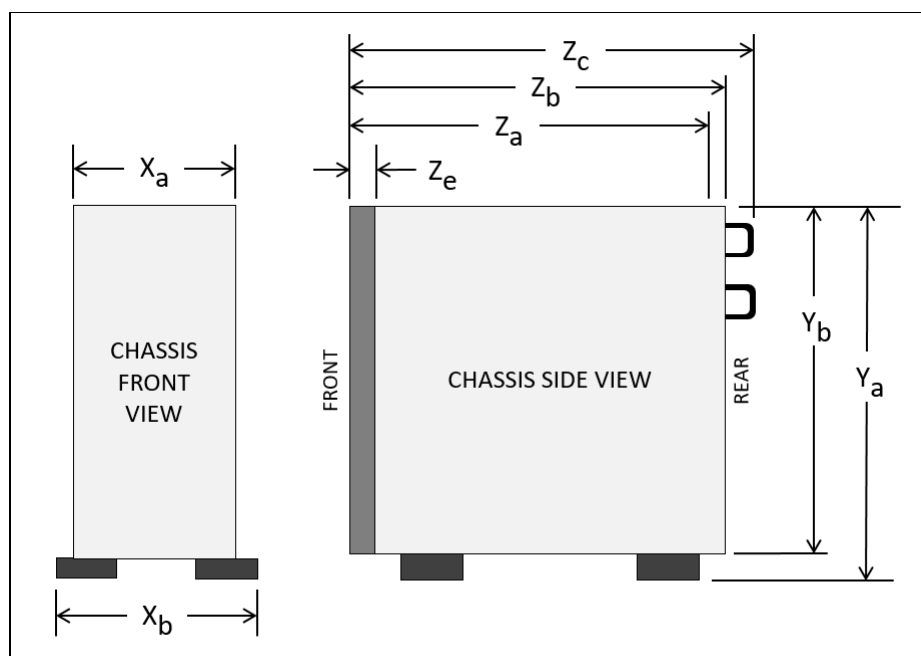 Z_c
Z_b
Z_a
X_a
Z_e
CHASSIS
FRONT
VIEW
FRONT
CHASSIS SIDE VIEW
REAR
Y_b
Y_a
X_b